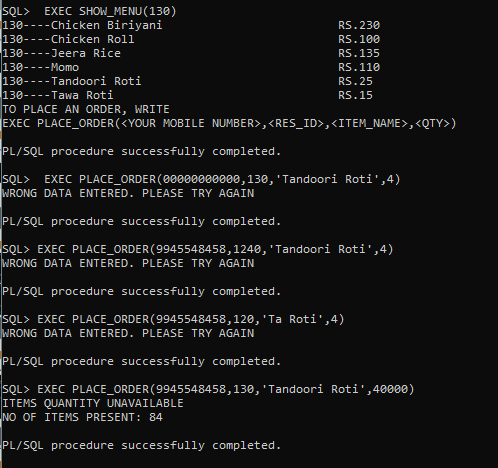 SQL>  EXEC SHOW_MENU(130)
130----Chicken Biriyani                          RS.230
130----Chicken Roll                              RS.100
130----Jeera Rice                                RS.135
130----Momo                                      RS.110
130----Tandoori Roti                             RS.25
130----Tawa Roti                                 RS.15
TO PLACE AN ORDER, WRITE
EXEC PLACE_ORDER(<YOUR MOBILE NUMBER>,<RES_ID>,<ITEM_NAME>,<QTY>)
PL/SQL procedure successfully completed.
SQL>  EXEC PLACE_ORDER(00000000000,130,'Tandoori Roti',4)
WRONG DATA ENTERED. PLEASE TRY AGAIN
PL/SQL procedure successfully completed.
SQL> EXEC PLACE_ORDER(9945548458,1240,'Tandoori Roti',4)
WRONG DATA ENTERED. PLEASE TRY AGAIN
PL/SQL procedure successfully completed.
SQL> EXEC PLACE_ORDER(9945548458,120,'Ta Roti',4)
WRONG DATA ENTERED. PLEASE TRY AGAIN
PL/SQL procedure successfully completed.
SQL> EXEC PLACE_ORDER(9945548458,130,'Tandoori Roti',40000)
ITEMS QUANTITY UNAVAILABLE
NO OF ITEMS PRESENT: 84
PL/SQL procedure successfully completed.